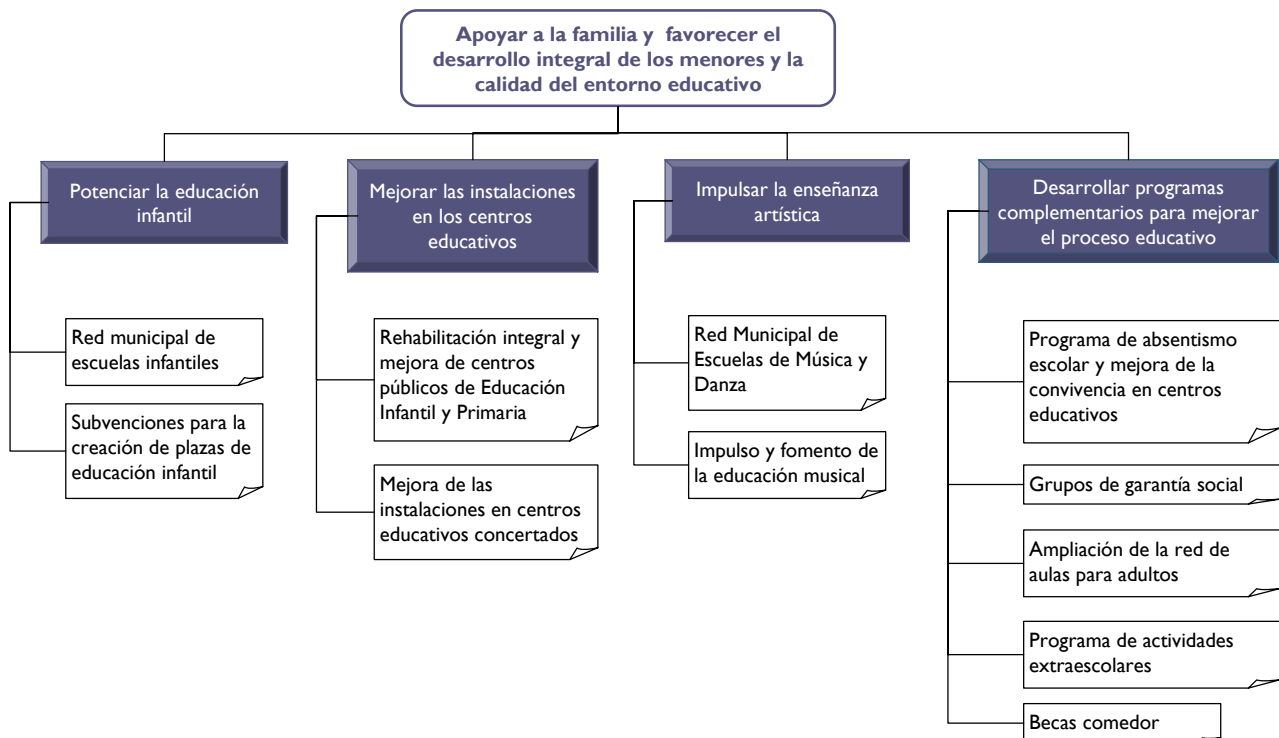 Apoyar a la familia y favorecer el
desarrollo integral de los menores y la
calidad del entorno educativo
Potenciar la educación
infantil
Red municipal de
escuelas infantiles
Subvenciones para la
creación de plazas de
educación infantil
Mejorar las instalaciones
en los centros
educativos
Rehabilitación integral y
mejora de centros
públicos de Educación
Infantil y Primaria
Mejora de las
instalaciones en centros
educativos concertados
Impulsar la enseñanza
artística
Red Municipal de
Escuelas de Música y
Danza
Impulso y fomento de
la educación musical
Desarrollar programas
complementarios para mejorar
el proceso educativo
Programa de absentismo
escolar y mejora de la
convivencia en centros
educativos
Grupos de garantía social
Ampliación de la red de
aulas para adultos
Programa de actividades
extraescolares
Becas comedor